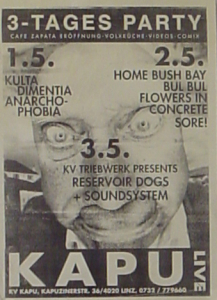 3-TAGES PARTY
CAFE ZAPATA ERÖFFNUNG·VOLXKÜCHE·VIDEOS·COMIX
1.5.
KULTA
DIMENTIA
ANARCHO-
PHOBIA
2.5.
HOME BUSH BAY
BUL BUL
FLOWERS IN
CONCRETE
SORE!
3.5.
KV TRIEBWERK PRESENTS
RESERVOIR DOGS
+ SOUNDSYSTEM
KAPU
LIVE
KV KAPU, KAPUZINERSTR. 36/4020 LINZ, 0732 / 779660